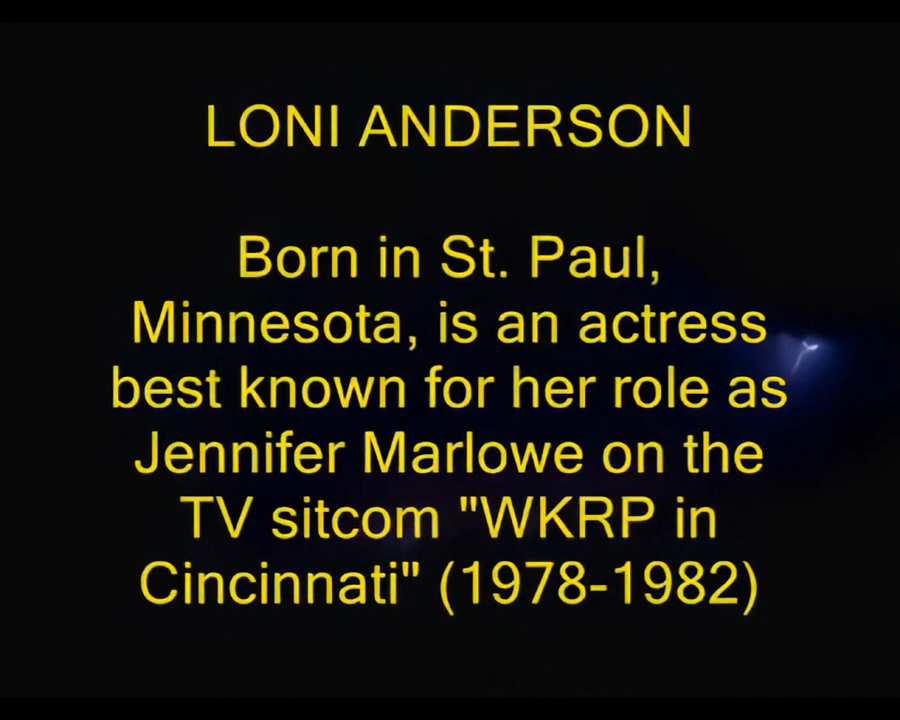 LONI ANDERSON
Born in St. Paul,
Minnesota, is an actress
best known for her role as
Jennifer Marlowe on the
TV sitcom "WKRP in
Cincinnati" (1978-1982)